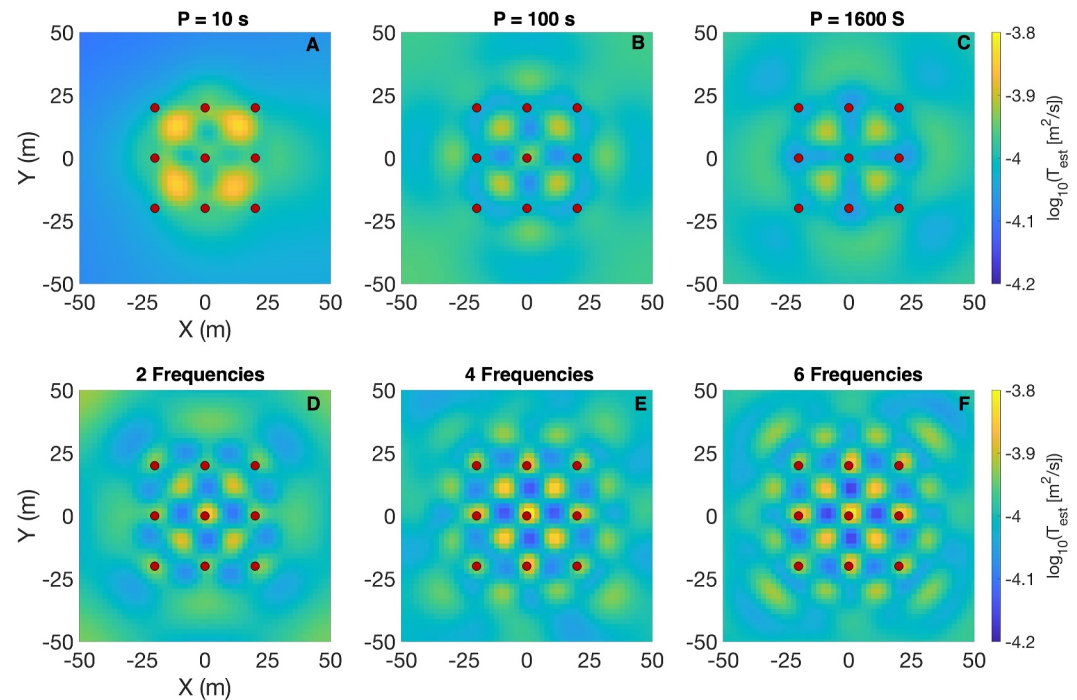 P = 10 s
P = 100 s
P = 1600 S
A
B
C
50
25
0
-25
-50
Y (m)
-50 -25 0 25 50
X (m)
50
25
0
-25
-50
-50 -25 0 25 50
50
25
0
-25
-50
-50 -25 0 25 50
-3.8
-3.9
-4
-4.1
-4.2
log10(Test [m2/s])
2 Frequencies
4 Frequencies
6 Frequencies
D
E
F
50
25
0
-25
-50
Y (m)
-50 -25 0 25 50
X (m)
50
25
0
-25
-50
-50 -25 0 25 50
50
25
0
-25
-50
-50 -25 0 25 50
-3.8
-3.9
-4
-4.1
-4.2
log10(Test [m2/s])